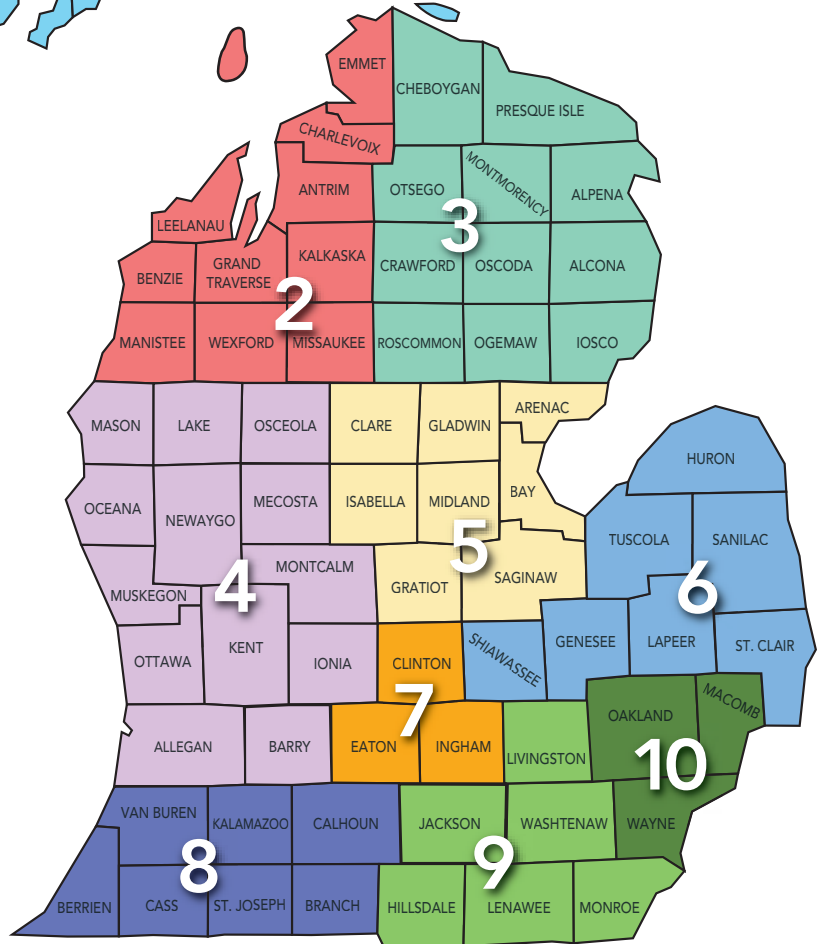 EMMET
CHEBOYGAN
PRESQUE ISLE
CHARLEVOIX
ANTRIM
OTSEGO
MONTMORENCY
ALPENA
3
LEELANAU
KALKASKA
CRAWFORD
OSCODA
ALCONA
BENZIE
GRAND
TRAVERSE
2
MANISTEE
WEXFORD
MISSAUKEE
ROSCOMMON
OGEMAW
IOSCO
MASON
LAKE
OSCEOLA
CLARE
GLADWIN
ARENAC
HURON
OCEANA
NEWAYGO
MECOSTA
ISABELLA
MIDLAND
BAY
TUSCOLA
SANILAC
5
MONTCALM
GRATIOT
SAGINAW
MUSKEGON
4
6
OTTAWA
KENT
IONIA
CLINTON
SHIAWASSEE
GENESEE
LAPEER
ST. CLAIR
7
ALLEGAN
BARRY
EATON
INGHAM
LIVINGSTON
OAKLAND
MACOMB
10
VAN BUREN
KALAMAZOO
CALHOUN
JACKSON
WASHTENAW
WAYNE
8
9
BERRIEN
CASS
ST. JOSEPH
BRANCH
HILLSDALE
LENAWEE
MONROE